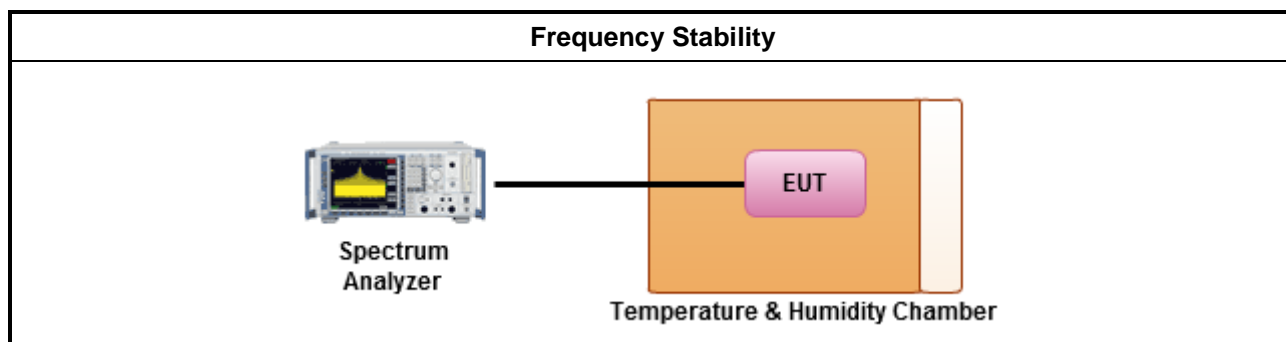 Frequency Stability
EUT
Spectrum
Analyzer
Temperature & Humidity Chamber